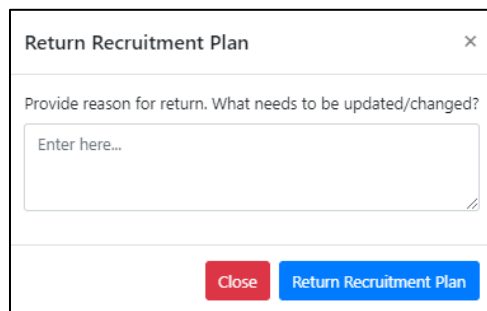 Return Recruitment Plan ×
Provide reason for return. What needs to be updated/changed?
Enter here...
Close Return Recruitment Plan